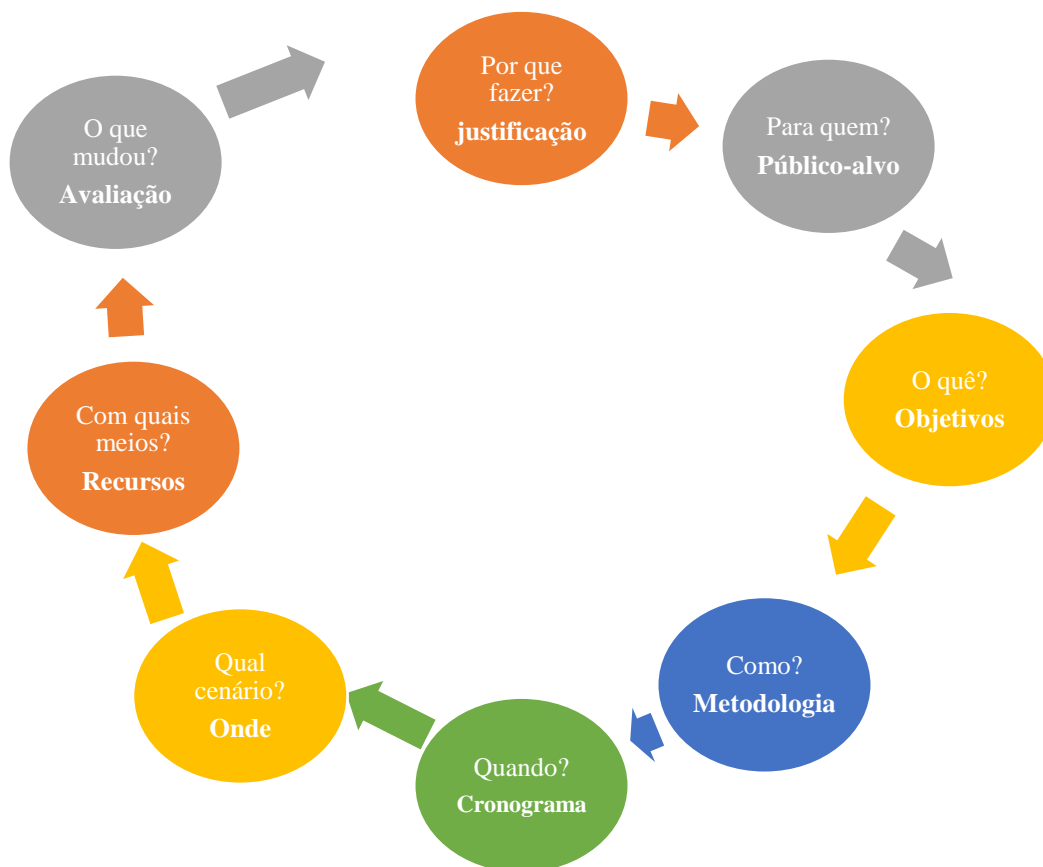 Por que
fazer?
justificação
Para quem?
Público-alvo
O quê?
Objetivos
Como?
Metodologia
Quando?
Cronograma
Qual
cenário?
Onde
Com quais
meios?
Recursos
O que
mudou?
Avaliação